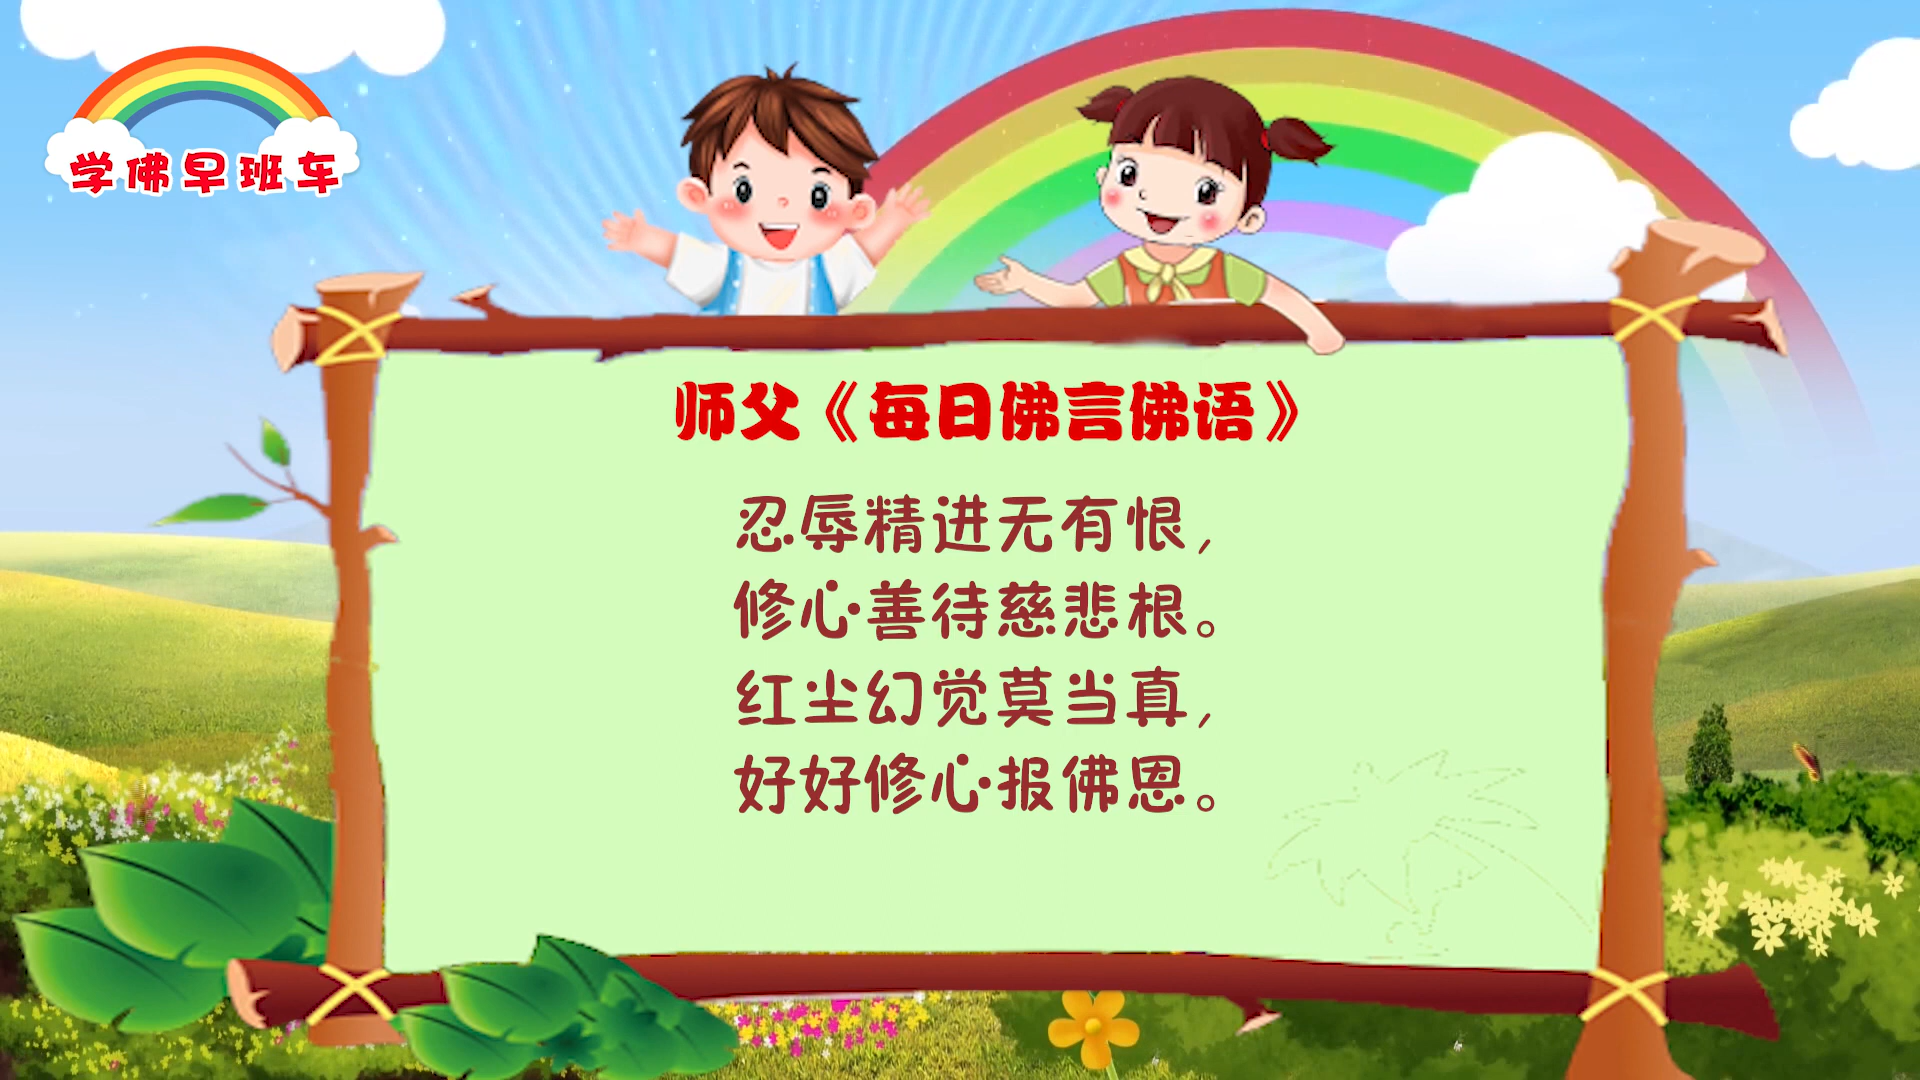 学佛早班车
师父《每日佛言佛语》
忍辱精进无有恨，
修心善待慈悲根。
红尘幻觉莫当真，
好好修心报佛恩。